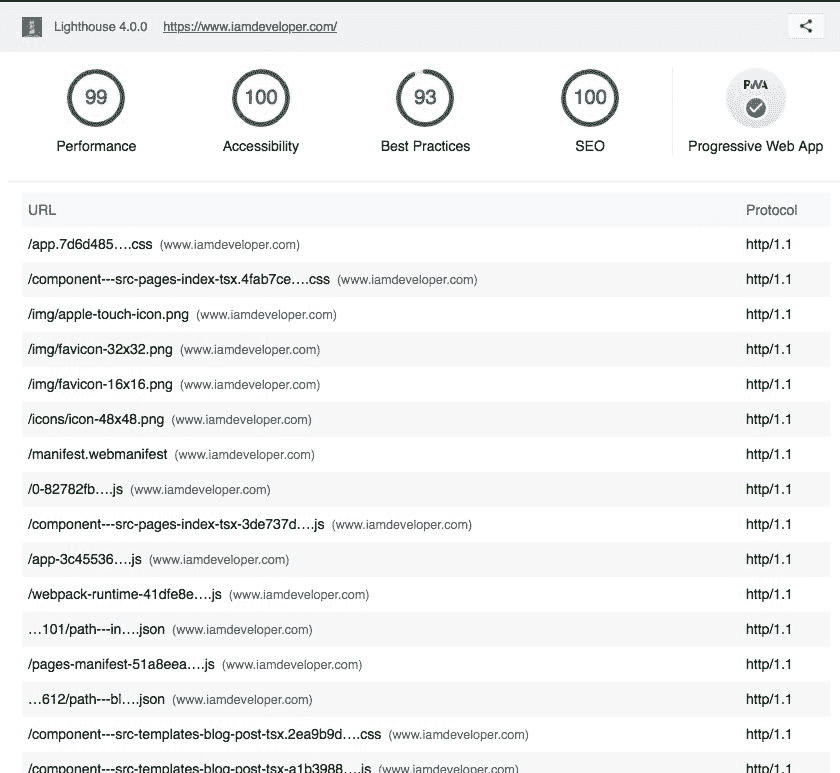 Lighthouse 4.0.0 https://www.iamdeveloper.com/
99 100 93 100 PWA
Performance Accessibility Best Practices SEO Progressive Web App
URL Protocol
/app.7d6d485….css (www.iamdeveloper.com) http/1.1
/component---src-pages-index-tsx.4fab7ce….css (www.iamdeveloper.com) http/1.1
/img/apple-touch-icon.png (www.iamdeveloper.com) http/1.1
/img/favicon-32x32.png (www.iamdeveloper.com) http/1.1
/img/favicon-16x16.png (www.iamdeveloper.com) http/1.1
/icons/icon-48x48.png (www.iamdeveloper.com) http/1.1
/manifest.webmanifest (www.iamdeveloper.com) http/1.1
/0-82782fb….js (www.iamdeveloper.com) http/1.1
/component---src-pages-index-tsx-3de737d….js (www.iamdeveloper.com) http/1.1
/app-3c45536….js (www.iamdeveloper.com) http/1.1
/webpack-runtime-41dfe8e….js (www.iamdeveloper.com) http/1.1
…101/path---in….json (www.iamdeveloper.com) http/1.1
/pages-manifest-51a8eea….js (www.iamdeveloper.com) http/1.1
…612/path---bl….json (www.iamdeveloper.com) http/1.1
/component---src-templates-blog-post-tsx.2ea9b9d….css (www.iamdeveloper.com) http/1.1
/component---src-templates-blog-post-tsx-a1b3988….js (www.iamdeveloper.com) http/1.1